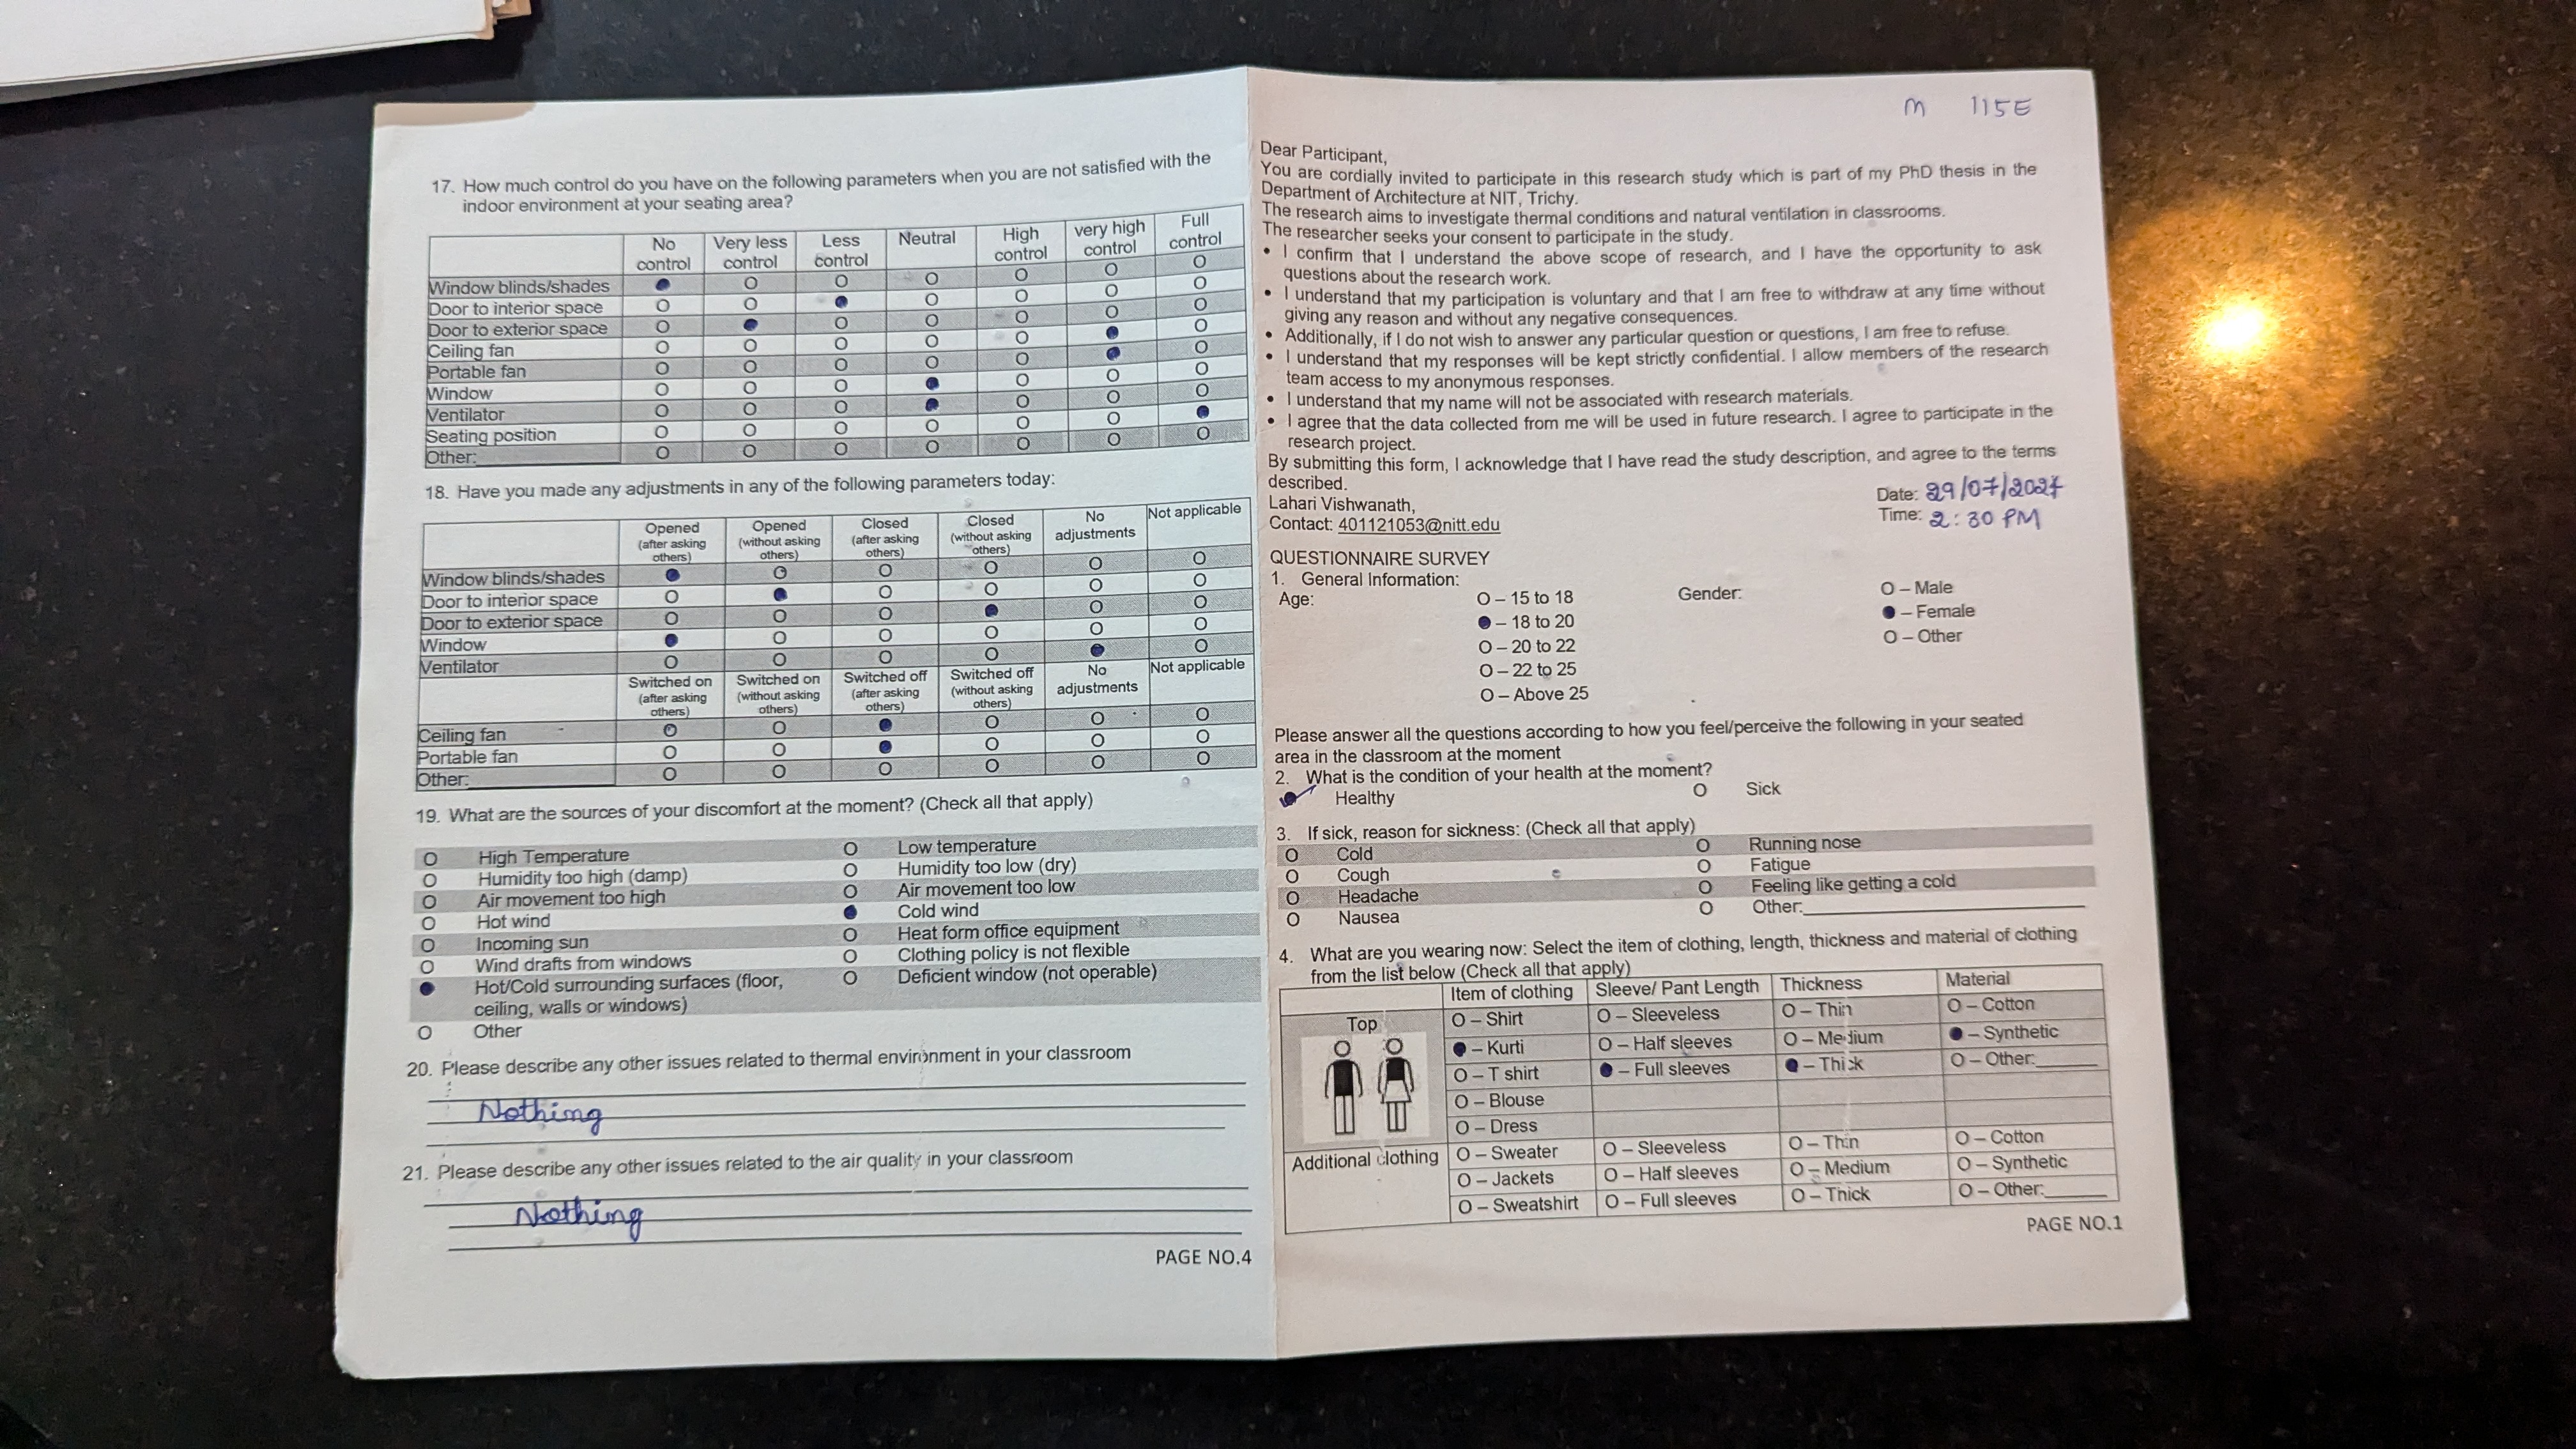 17. How much control do you have on the following parameters when you are not satisfied with the
indoor environment at your seating area?
No control Very less control Less control Neutral High control very high control Full control
Window blinds/shades ● O O O O O O
Door to interior space O O ● O O O O
Door to exterior space O ● O O O O O
Ceiling fan O O O O O ● O
Portable fan O O O O O ● O
Window O O O ● O O O
Ventilator O O O ● O O O
Seating position O O O O O O ●
Other: O O O O O O O
18. Have you made any adjustments in any of the following parameters today:
Opened (after asking others) Opened (without asking others) Closed (after asking others) Closed (without asking others) No adjustments Not applicable
Window blinds/shades ● O O O O O
Door to interior space O ● O O O O
Door to exterior space O O O ● O O
Window ● O O O O O
Ventilator O O O O ● O
Switched on (after asking others) Switched on (without asking others) Switched off (after asking others) Switched off (without asking others) No adjustments Not applicable
Ceiling fan O O ● O O O
Portable fan O O ● O O O
Other: O O O O O O
19. What are the sources of your discomfort at the moment? (Check all that apply)
O High Temperature O Low temperature
O Humidity too high (damp) O Humidity too low (dry)
O Air movement too high O Air movement too low
O Hot wind ● Cold wind
O Incoming sun O Heat form office equipment
O Wind drafts from windows O Clothing policy is not flexible
● Hot/Cold surrounding surfaces (floor, O Deficient window (not operable)
ceiling, walls or windows)
O Other
20. Please describe any other issues related to thermal environment in your classroom
Nothing
21. Please describe any other issues related to the air quality in your classroom
Nothing
PAGE NO.4
M 115E
Dear Participant,
You are cordially invited to participate in this research study which is part of my PhD thesis in the
Department of Architecture at NIT, Trichy.
The research aims to investigate thermal conditions and natural ventilation in classrooms.
The researcher seeks your consent to participate in the study.
• I confirm that I understand the above scope of research, and I have the opportunity to ask
questions about the research work.
• I understand that my participation is voluntary and that I am free to withdraw at any time without
giving any reason and without any negative consequences.
• Additionally, if I do not wish to answer any particular question or questions, I am free to refuse.
• I understand that my responses will be kept strictly confidential. I allow members of the research
team access to my anonymous responses.
• I understand that my name will not be associated with research materials.
• I agree that the data collected from me will be used in future research. I agree to participate in the
research project.
By submitting this form, I acknowledge that I have read the study description, and agree to the terms
described.
Lahari Vishwanath,
Contact: 401121053@nitt.edu
Date: 29/07/2024
Time: 2:30 PM
QUESTIONNAIRE SURVEY
1. General Information:
Age: O – 15 to 18 Gender: O – Male
● – 18 to 20 ● – Female
O – 20 to 22 O – Other
O – 22 to 25
O – Above 25
Please answer all the questions according to how you feel/perceive the following in your seated
area in the classroom at the moment
2. What is the condition of your health at the moment?
● Healthy O Sick
3. If sick, reason for sickness: (Check all that apply)
O Cold O Running nose
O Cough O Fatigue
O Headache O Feeling like getting a cold
O Nausea O Other:
4. What are you wearing now: Select the item of clothing, length, thickness and material of clothing
from the list below (Check all that apply)
Item of clothing Sleeve/ Pant Length Thickness Material
Top O – Shirt O – Sleeveless O – Thin O – Cotton
● – Kurti O – Half sleeves O – Medium ● – Synthetic
O – T shirt ● – Full sleeves ● – Thick O – Other:
O – Blouse
O – Dress
Additional clothing O – Sweater O – Sleeveless O – Thin O – Cotton
O – Jackets O – Half sleeves O – Medium O – Synthetic
O – Sweatshirt O – Full sleeves O – Thick O – Other:
PAGE NO.1